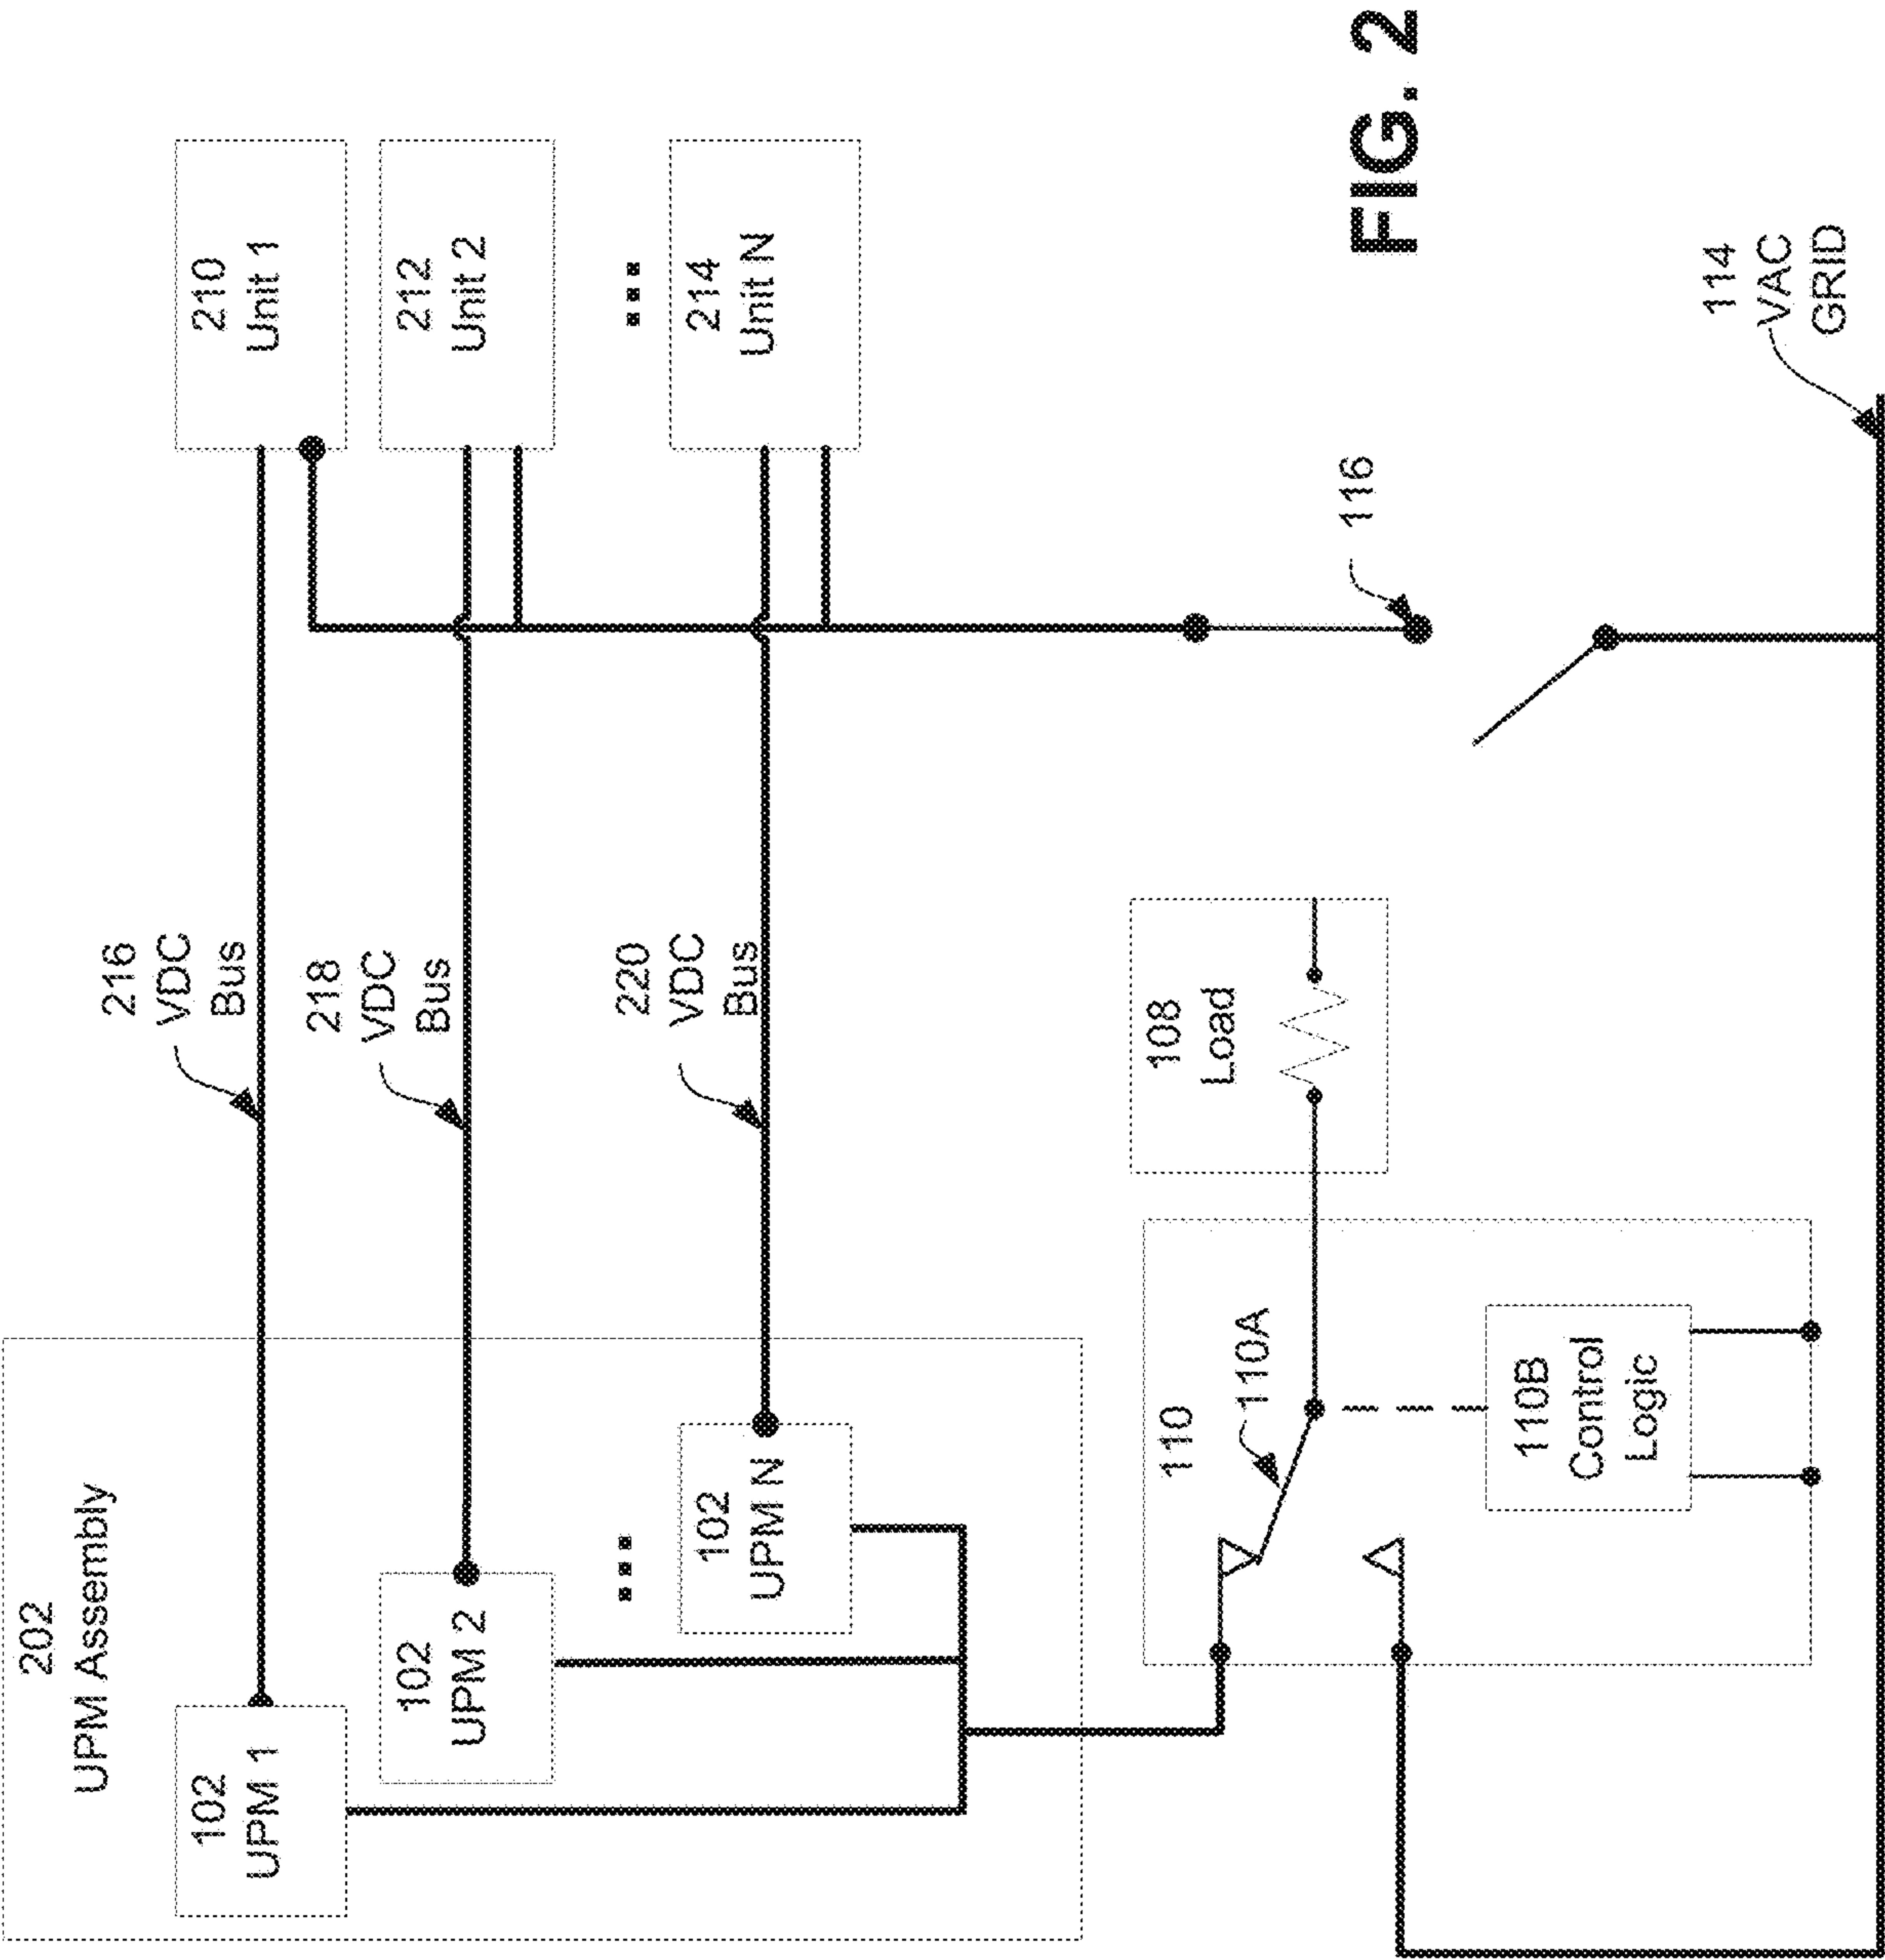 202
UPM Assembly
102
UPM 1
102
UPM 2
102
UPM N
216
VDC
Bus
218
VDC
Bus
220
VDC
Bus
210
Unit 1
212
Unit 2
214
Unit N
110
110A
110B
Control
Logic
108
Load
116
114
VAC
GRID
FIG. 2